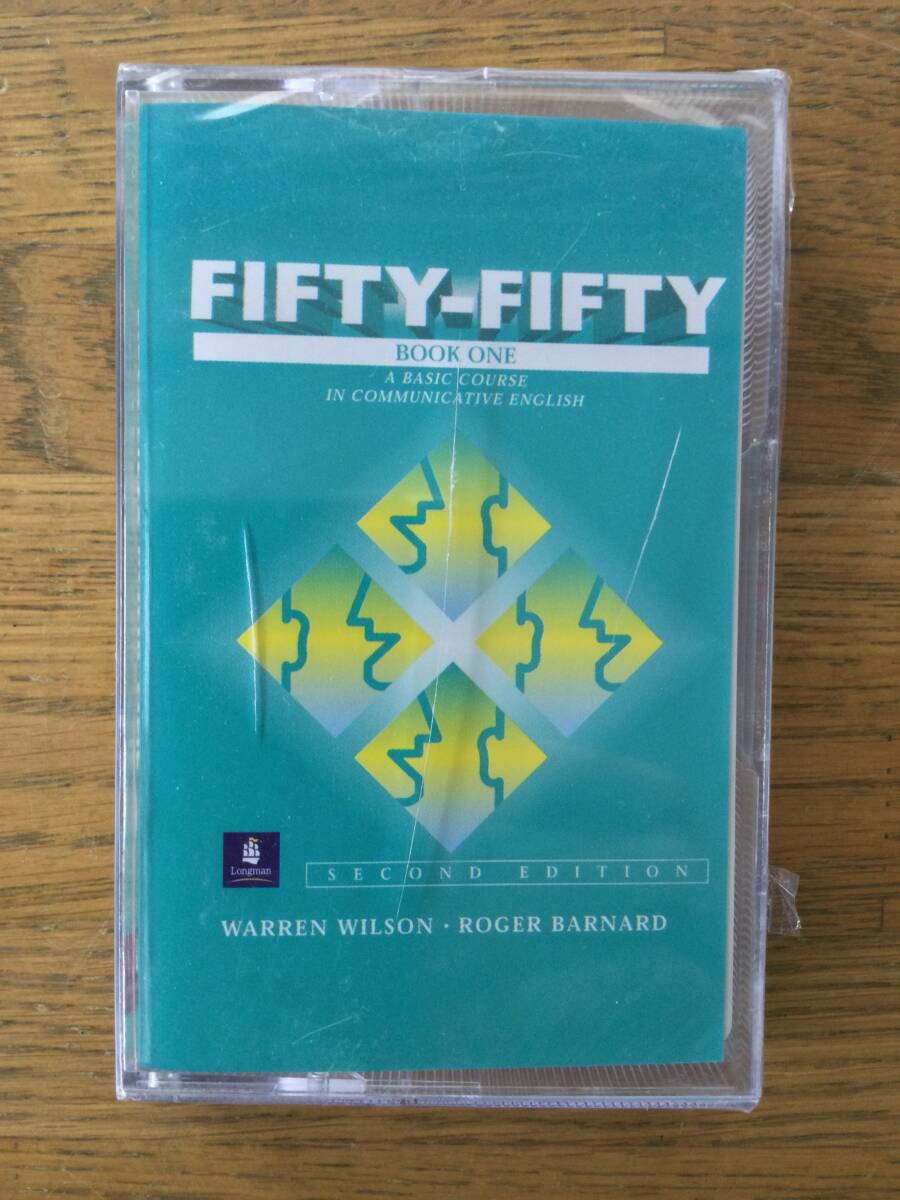 FIFTY-FIFTY
BOOK ONE
A BASIC COURSE
IN COMMUNICATIVE ENGLISH
Longman
SECOND EDITION
WARREN WILSON · ROGER BARNARD